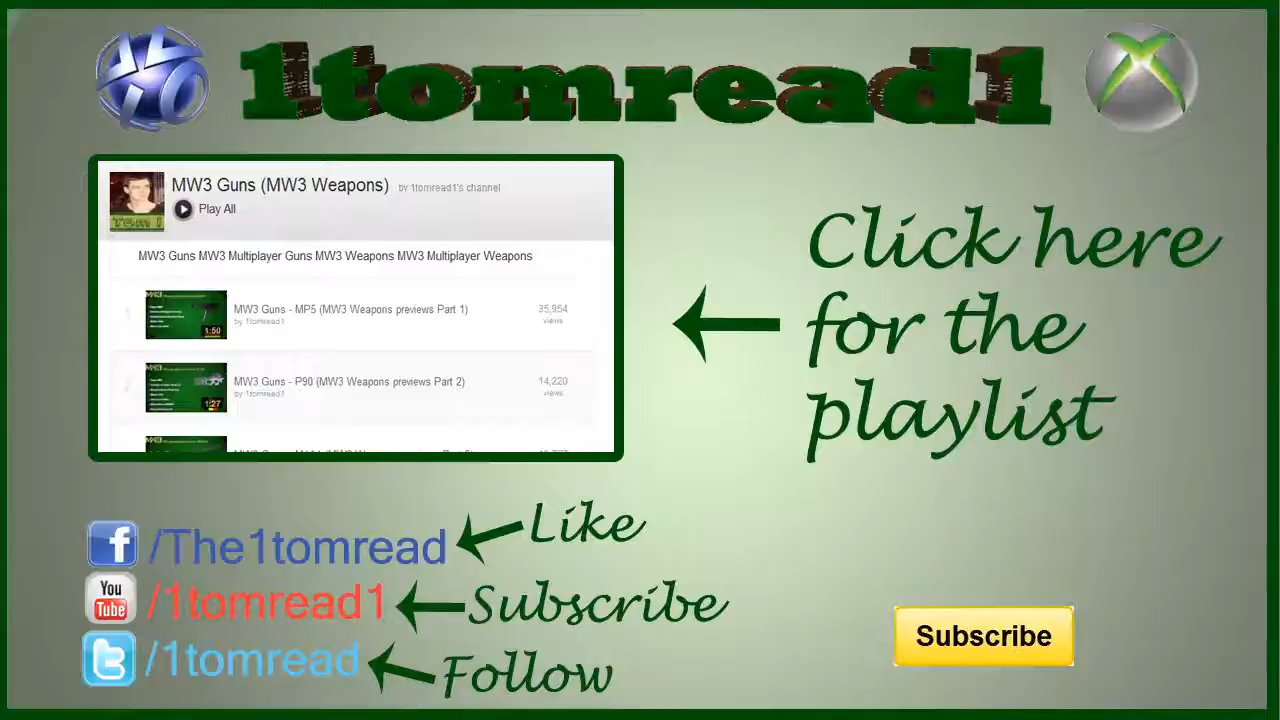 1tomread1
MW3 Guns (MW3 Weapons) by 1tomread1's channel
Play All
MW3 Guns MW3 Multiplayer Guns MW3 Weapons MW3 Multiplayer Weapons
MW3 Guns - MP5 (MW3 Weapons previews Part 1) 35,954
by 1tomread1 views
1:50
MW3 Guns - P90 (MW3 Weapons previews Part 2) 14,220
by 1tomread1 views
1:27
Click here
for the
playlist
/The1tomread Like
You
Tube
/1tomread1 Subscribe
/1tomread Follow
Subscribe